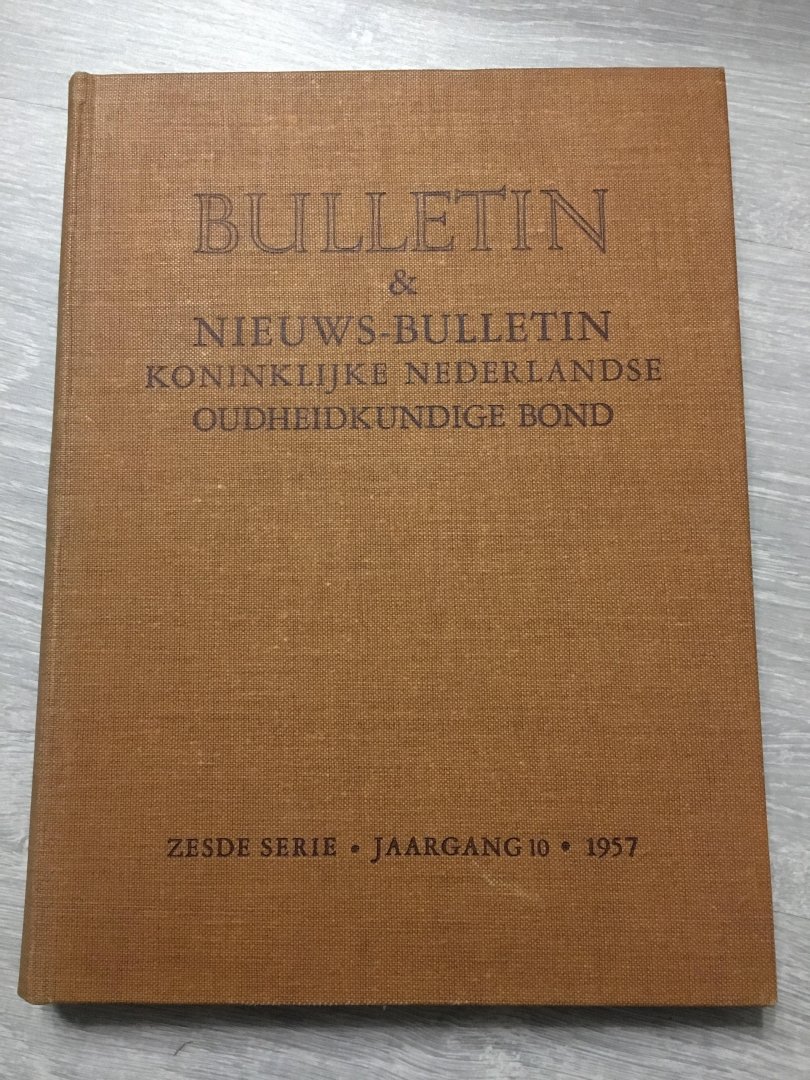 BULLETIN
&
NIEUWS-BULLETIN
KONINKLIJKE NEDERLANDSE
OUDHEIDKUNDIGE BOND
ZESDE SERIE • JAARGANG 10 • 1957